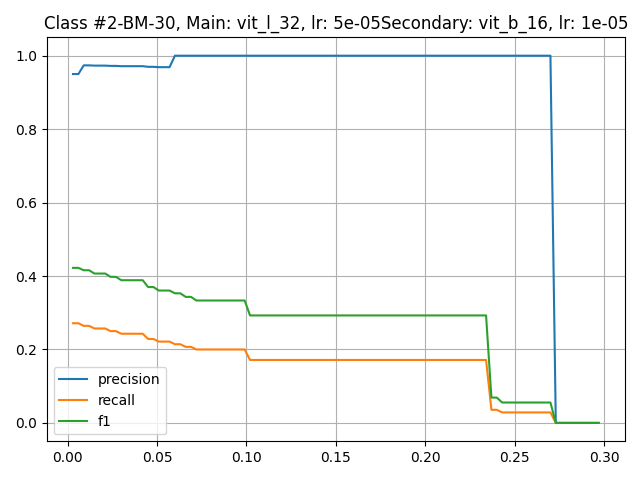 Class #2-BM-30, Main: vit_l_32, lr: 5e-05Secondary: vit_b_16, lr: 1e-05
1.0
0.8
0.6
0.4
0.2
0.0
precision
recall
f1
0.00 0.05 0.10 0.15 0.20 0.25 0.30